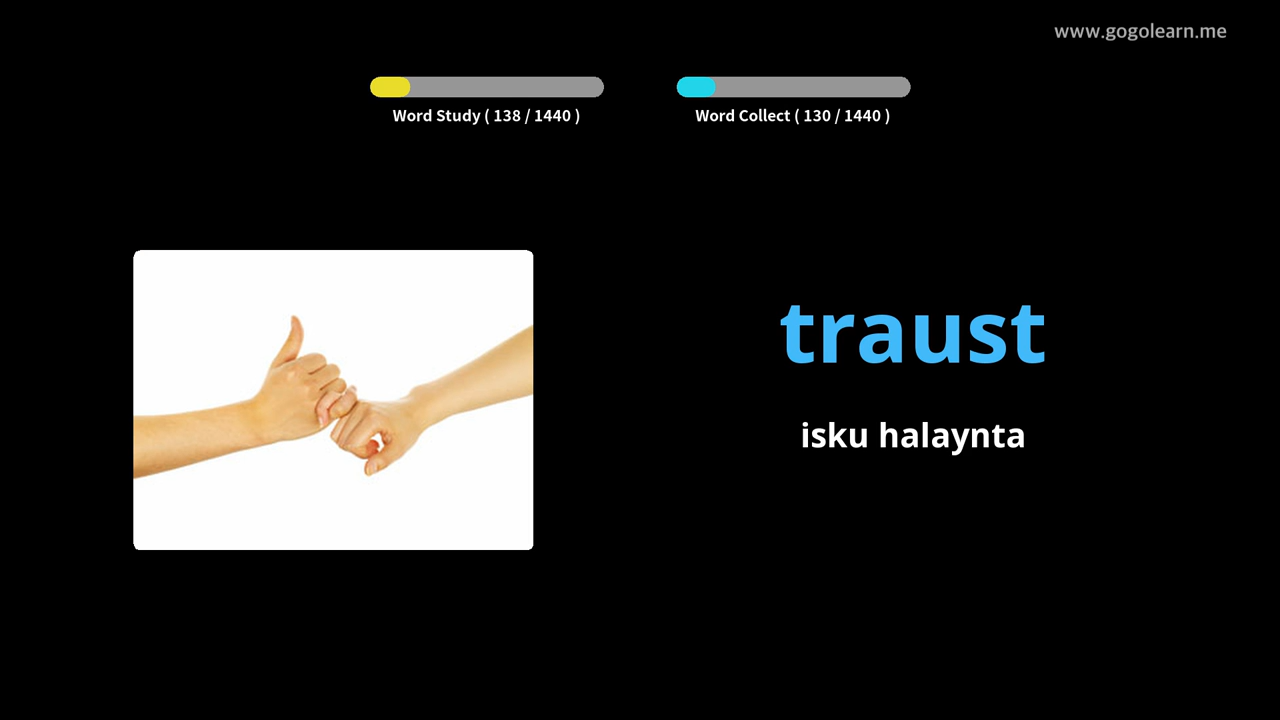 www.gogolearn.me
Word Study ( 138 / 1440 )
Word Collect ( 130 / 1440 )
traust
isku halaynta